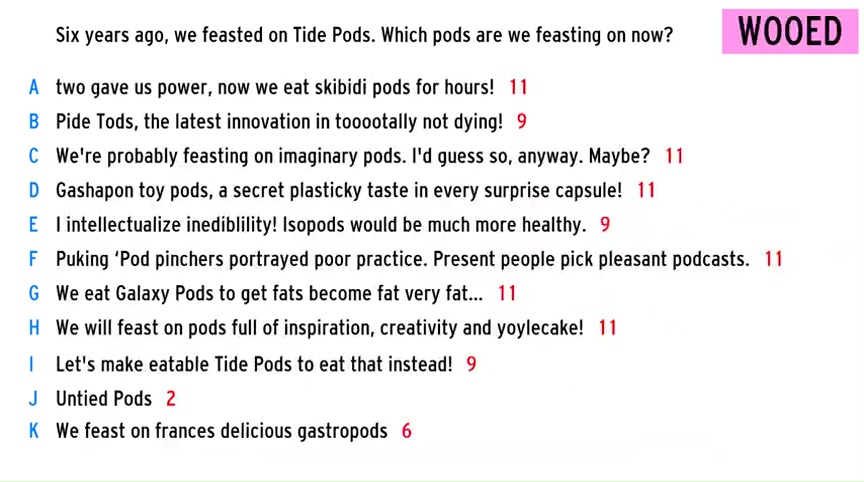 Six years ago, we feasted on Tide Pods. Which pods are we feasting on now?
WOOED
A two gave us power, now we eat skibidi pods for hours! 11
B Pide Tods, the latest innovation in tooootally not dying! 9
C We're probably feasting on imaginary pods. I'd guess so, anyway. Maybe? 11
D Gashapon toy pods, a secret plasticky taste in every surprise capsule! 11
E I intellectualize inediblility! Isopods would be much more healthy. 9
F Puking ‘Pod pinchers portrayed poor practice. Present people pick pleasant podcasts. 11
G We eat Galaxy Pods to get fats become fat very fat... 11
H We will feast on pods full of inspiration, creativity and yoylecake! 11
I Let's make eatable Tide Pods to eat that instead! 9
J Untied Pods 2
K We feast on frances delicious gastropods 6